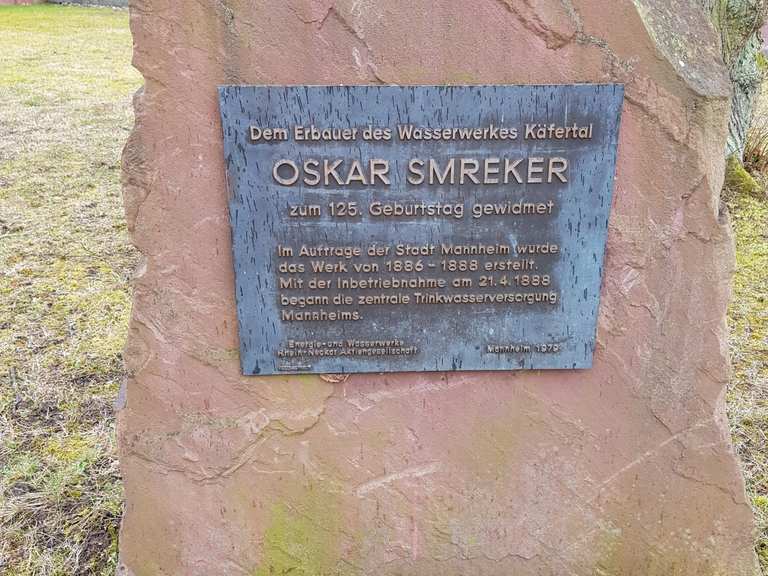 Dem Erbauer des Wasserwerkes Käfertal
OSKAR SMREKER
zum 125. Geburtstag gewidmet
Im Auftrage der Stadt Mannheim wurde
das Werk von 1886 - 1888 erstellt.
Mit der Inbetriebnahme am 21.4.1888
begann die zentrale Trinkwasserversorgung
Mannheims.
Energie- und Wasserwerke
Rhein-Neckar Aktiengesellschaft
Mannheim 1979